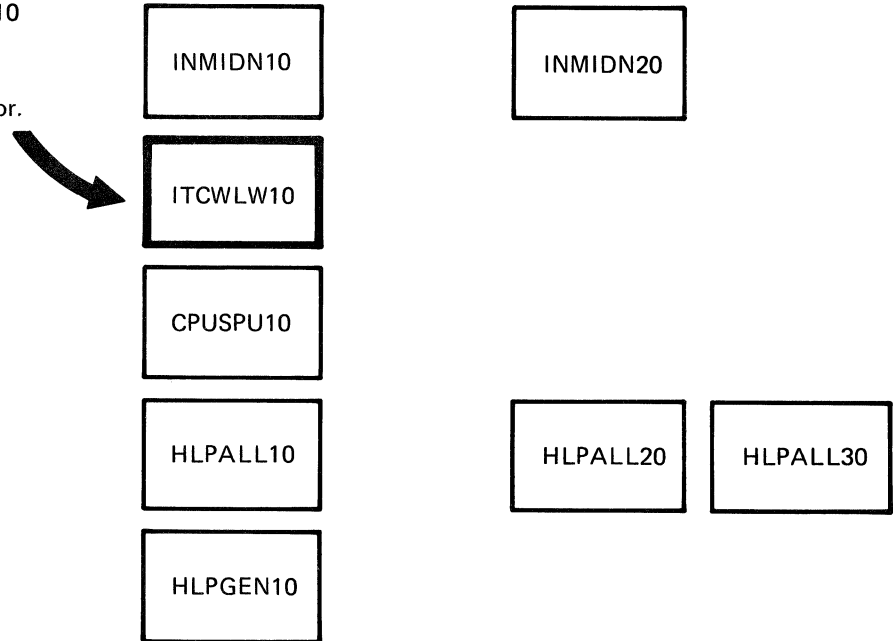 10
or.
INMIDN10
INMIDN20
ITCWLW10
CPUSPU10
HLPALL10
HLPALL20
HLPALL30
HLPGEN10